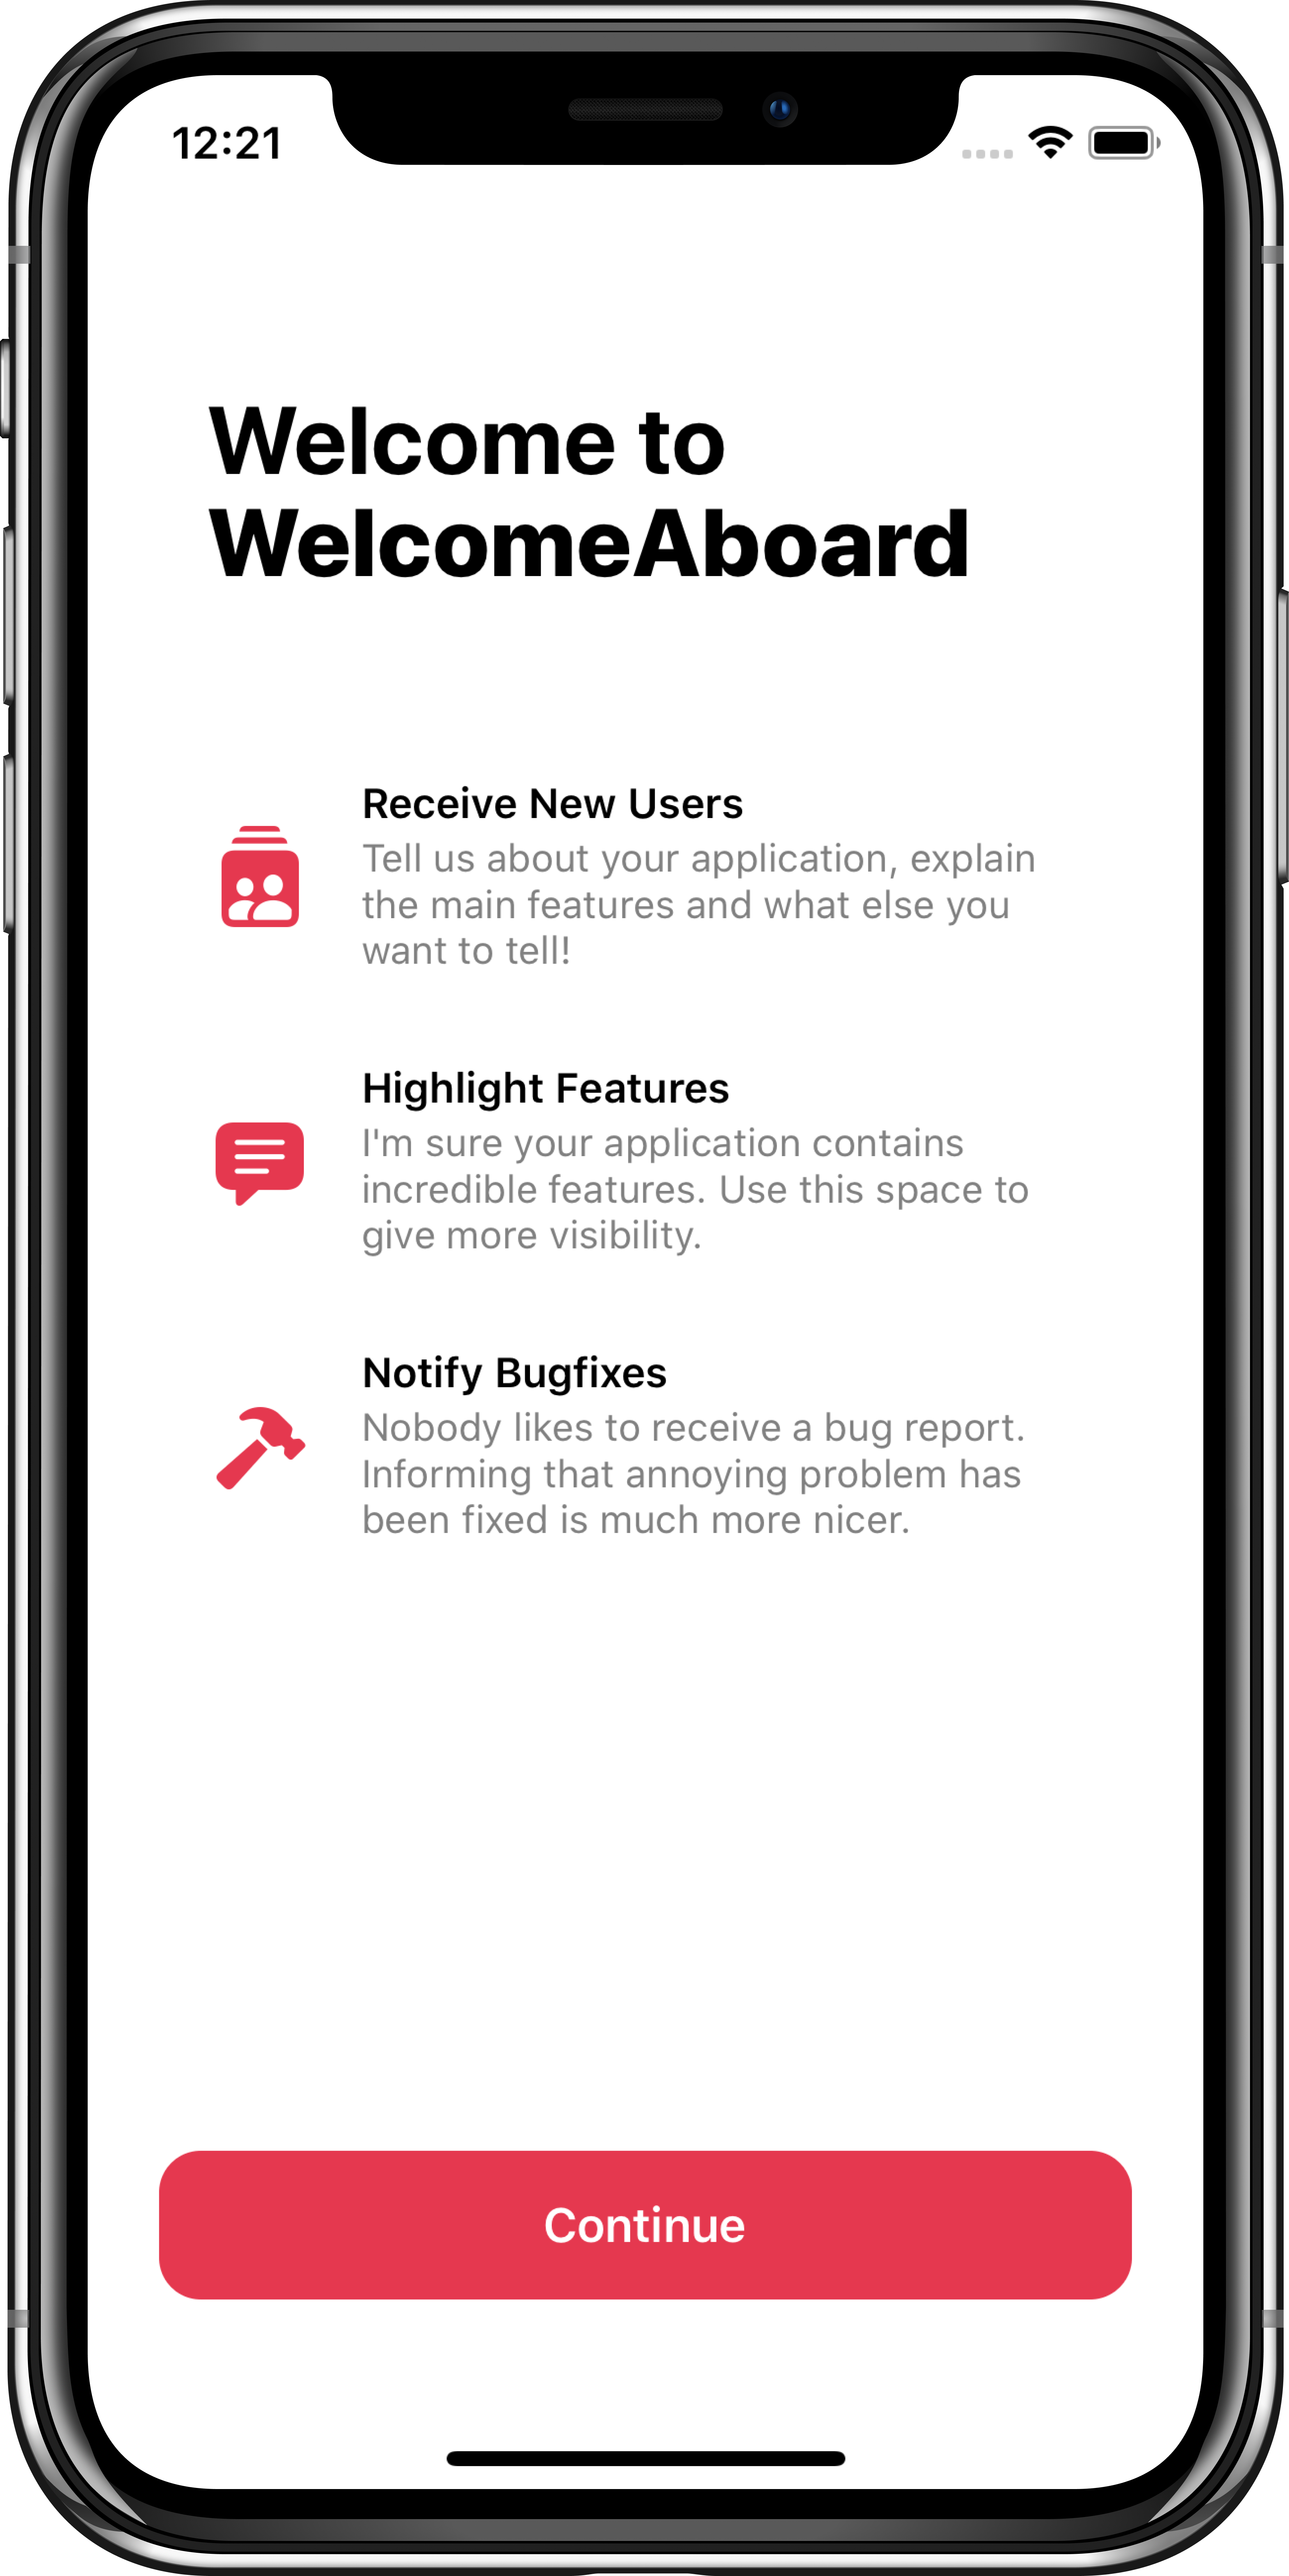 12:21
Welcome to
WelcomeAboard
Receive New Users
Tell us about your application, explain
the main features and what else you
want to tell!
Highlight Features
I'm sure your application contains
incredible features. Use this space to
give more visibility.
Notify Bugfixes
Nobody likes to receive a bug report.
Informing that annoying problem has
been fixed is much more nicer.
Continue